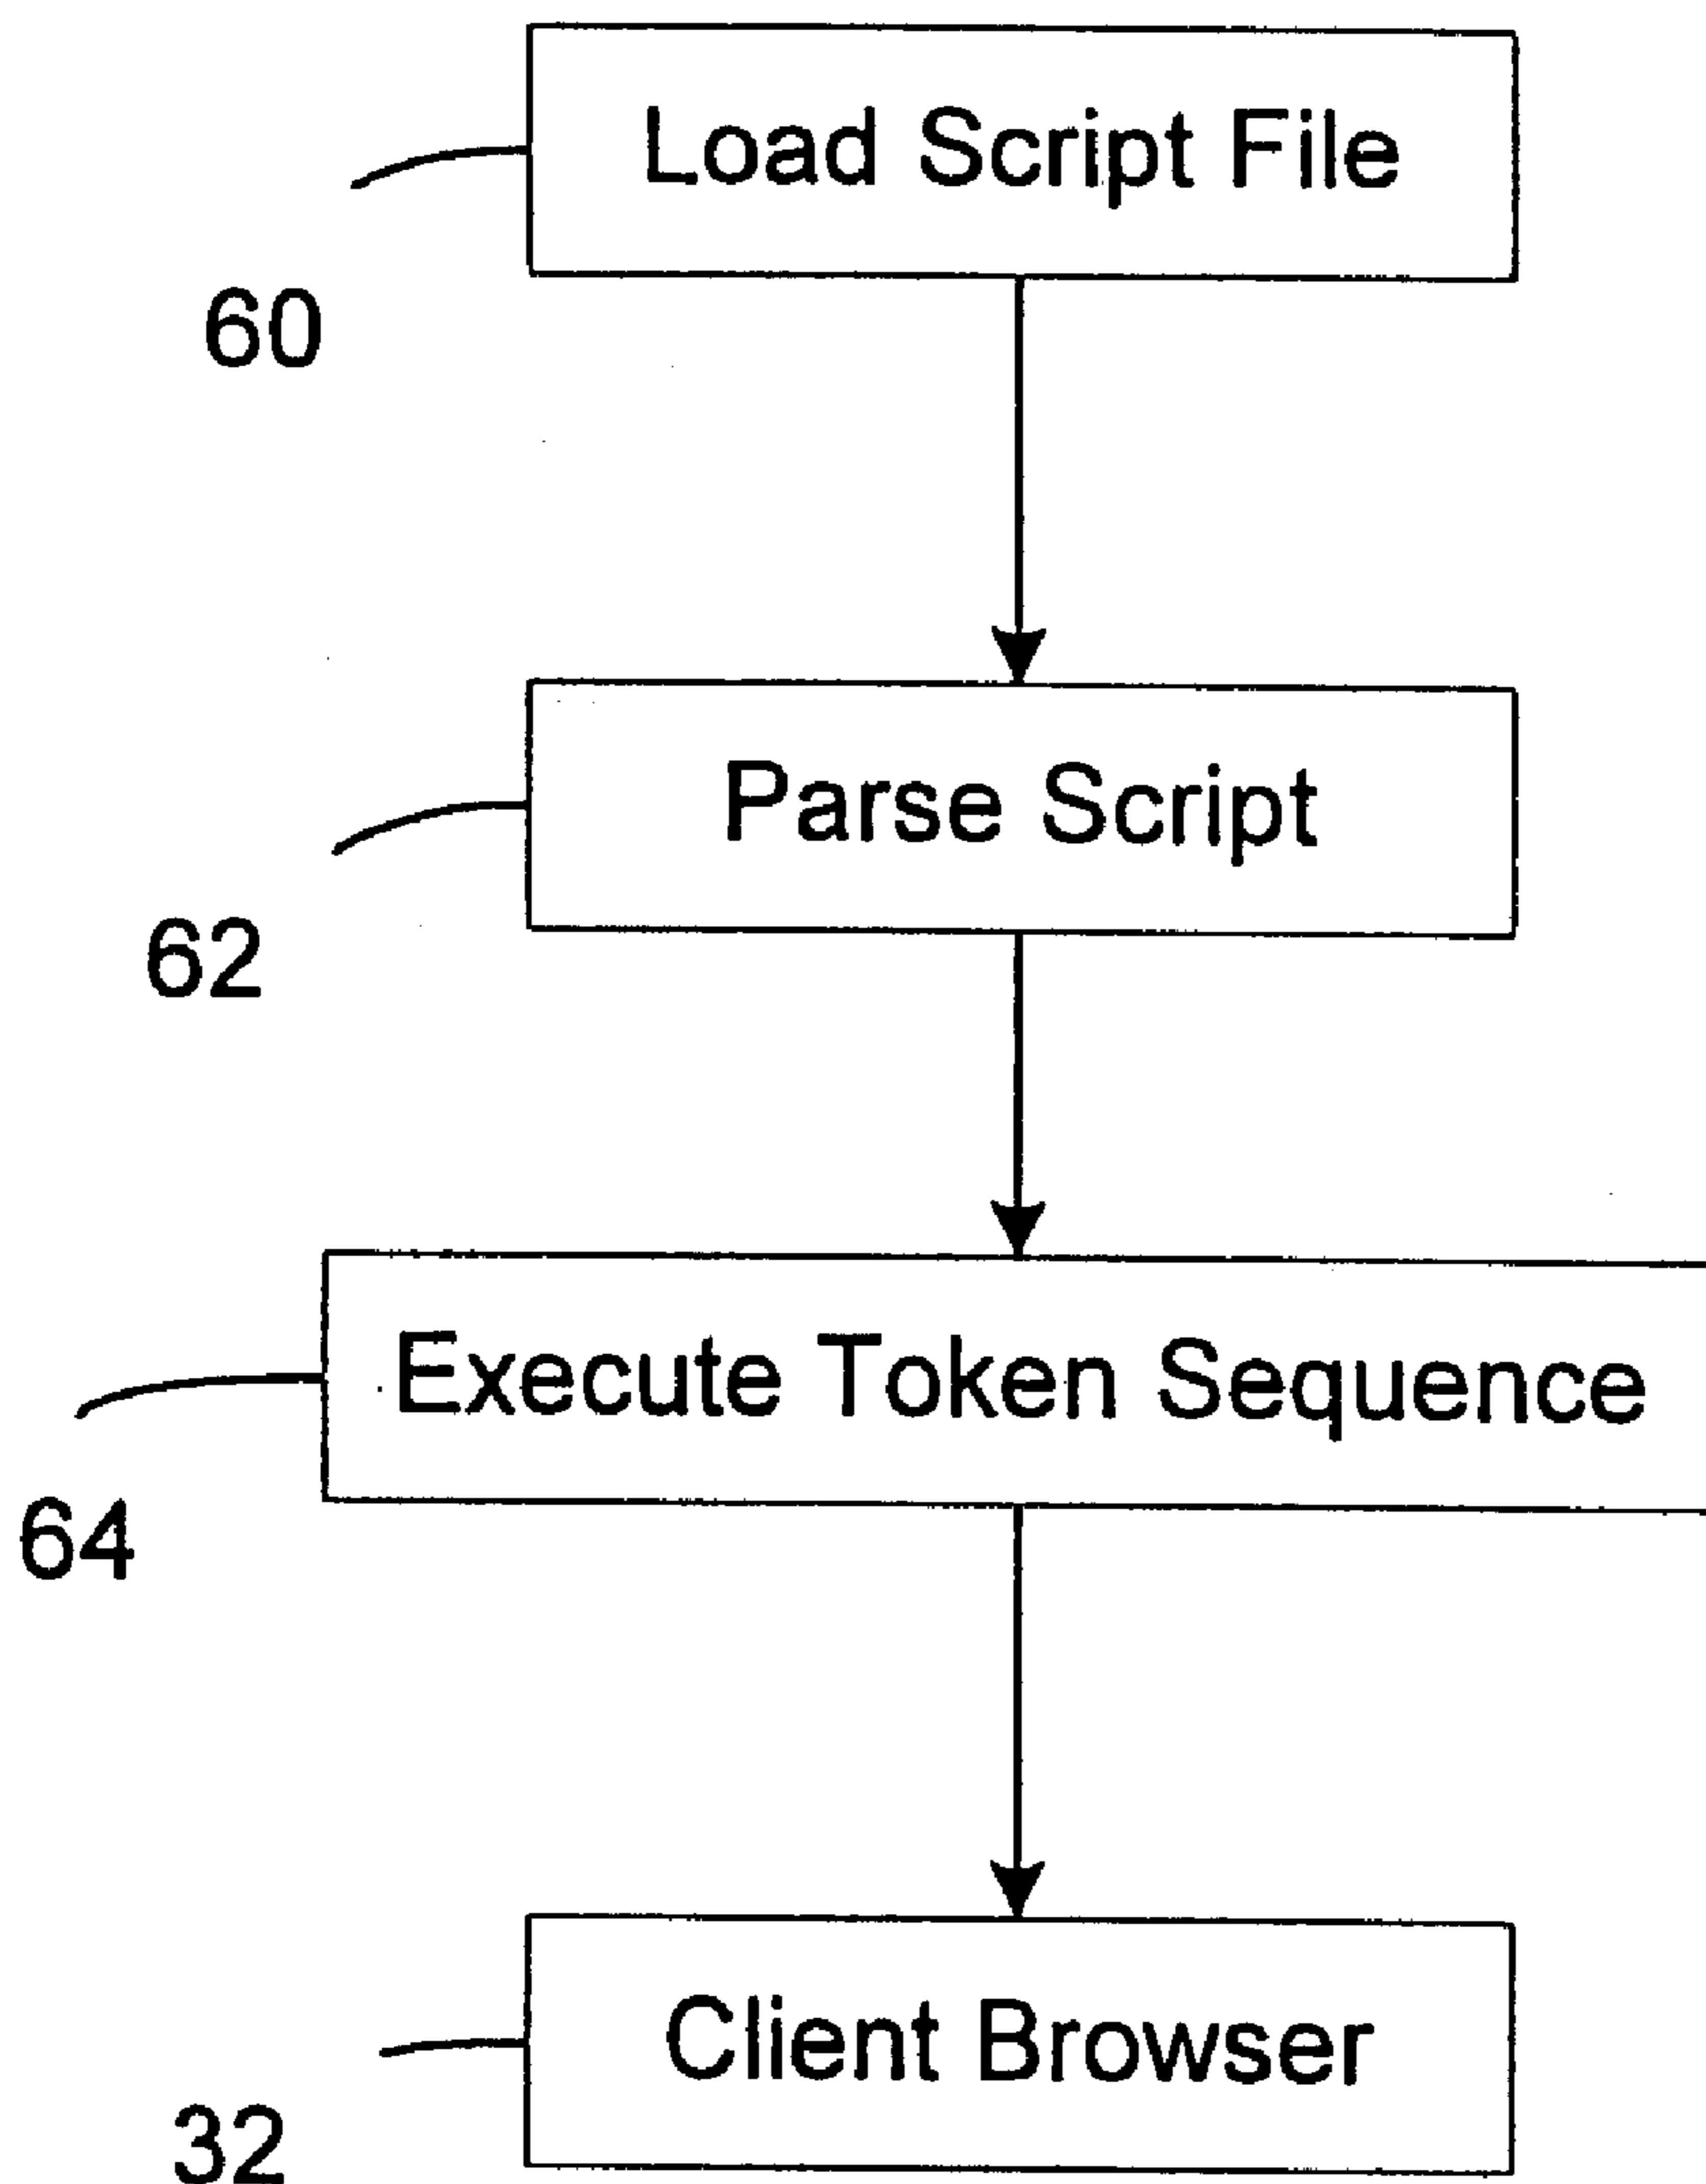 Load Script File
60
Parse Script
62
Execute Token Sequence
64
Client Browser
32